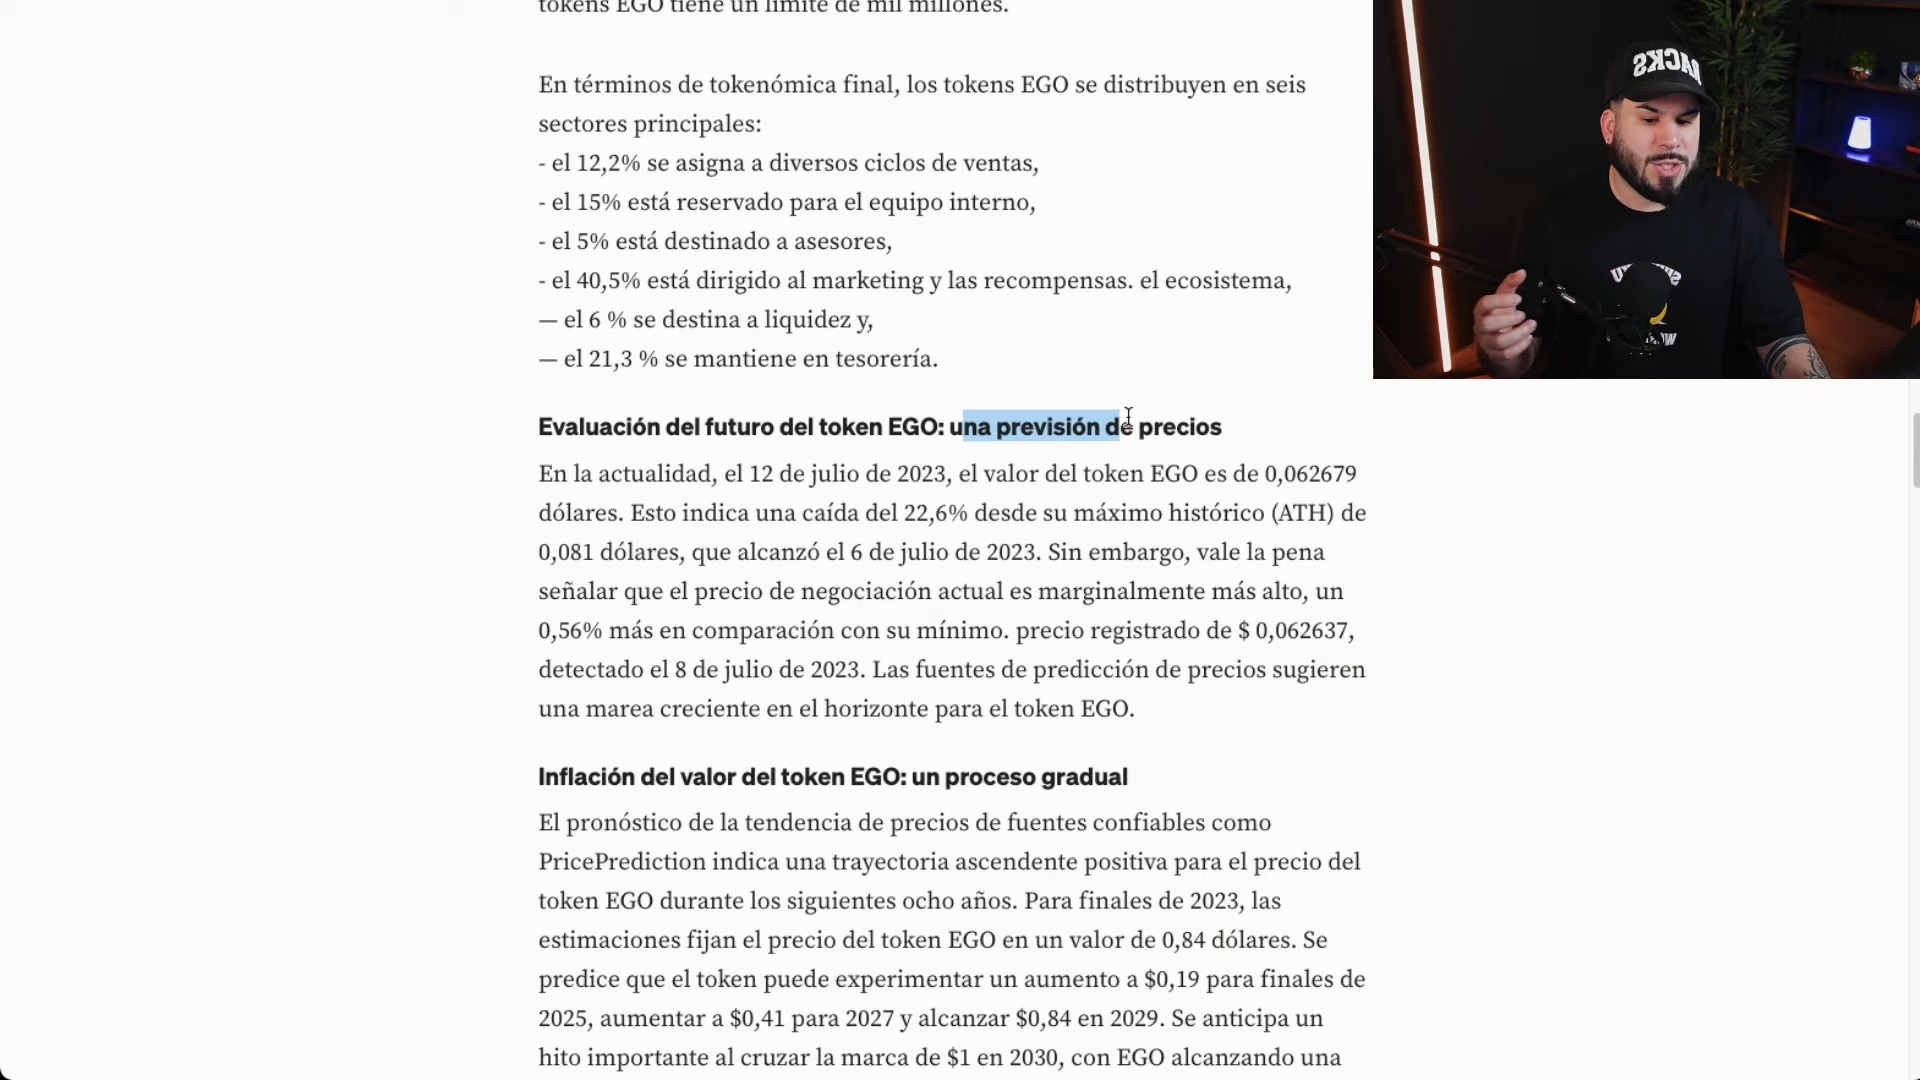 tokens EGO tiene un límite de mil millones.
En términos de tokenómica final, los tokens EGO se distribuyen en seis
sectores principales:
- el 12,2% se asigna a diversos ciclos de ventas,
- el 15% está reservado para el equipo interno,
- el 5% está destinado a asesores,
- el 40,5% está dirigido al marketing y las recompensas. el ecosistema,
— el 6 % se destina a liquidez y,
— el 21,3 % se mantiene en tesorería.
Evaluación del futuro del token EGO: una previsión de precios
En la actualidad, el 12 de julio de 2023, el valor del token EGO es de 0,062679
dólares. Esto indica una caída del 22,6% desde su máximo histórico (ATH) de
0,081 dólares, que alcanzó el 6 de julio de 2023. Sin embargo, vale la pena
señalar que el precio de negociación actual es marginalmente más alto, un
0,56% más en comparación con su mínimo. precio registrado de $ 0,062637,
detectado el 8 de julio de 2023. Las fuentes de predicción de precios sugieren
una marea creciente en el horizonte para el token EGO.
Inflación del valor del token EGO: un proceso gradual
El pronóstico de la tendencia de precios de fuentes confiables como
PricePrediction indica una trayectoria ascendente positiva para el precio del
token EGO durante los siguientes ocho años. Para finales de 2023, las
estimaciones fijan el precio del token EGO en un valor de 0,84 dólares. Se
predice que el token puede experimentar un aumento a $0,19 para finales de
2025, aumentar a $0,41 para 2027 y alcanzar $0,84 en 2029. Se anticipa un
hito importante al cruzar la marca de $1 en 2030, con EGO alcanzando una